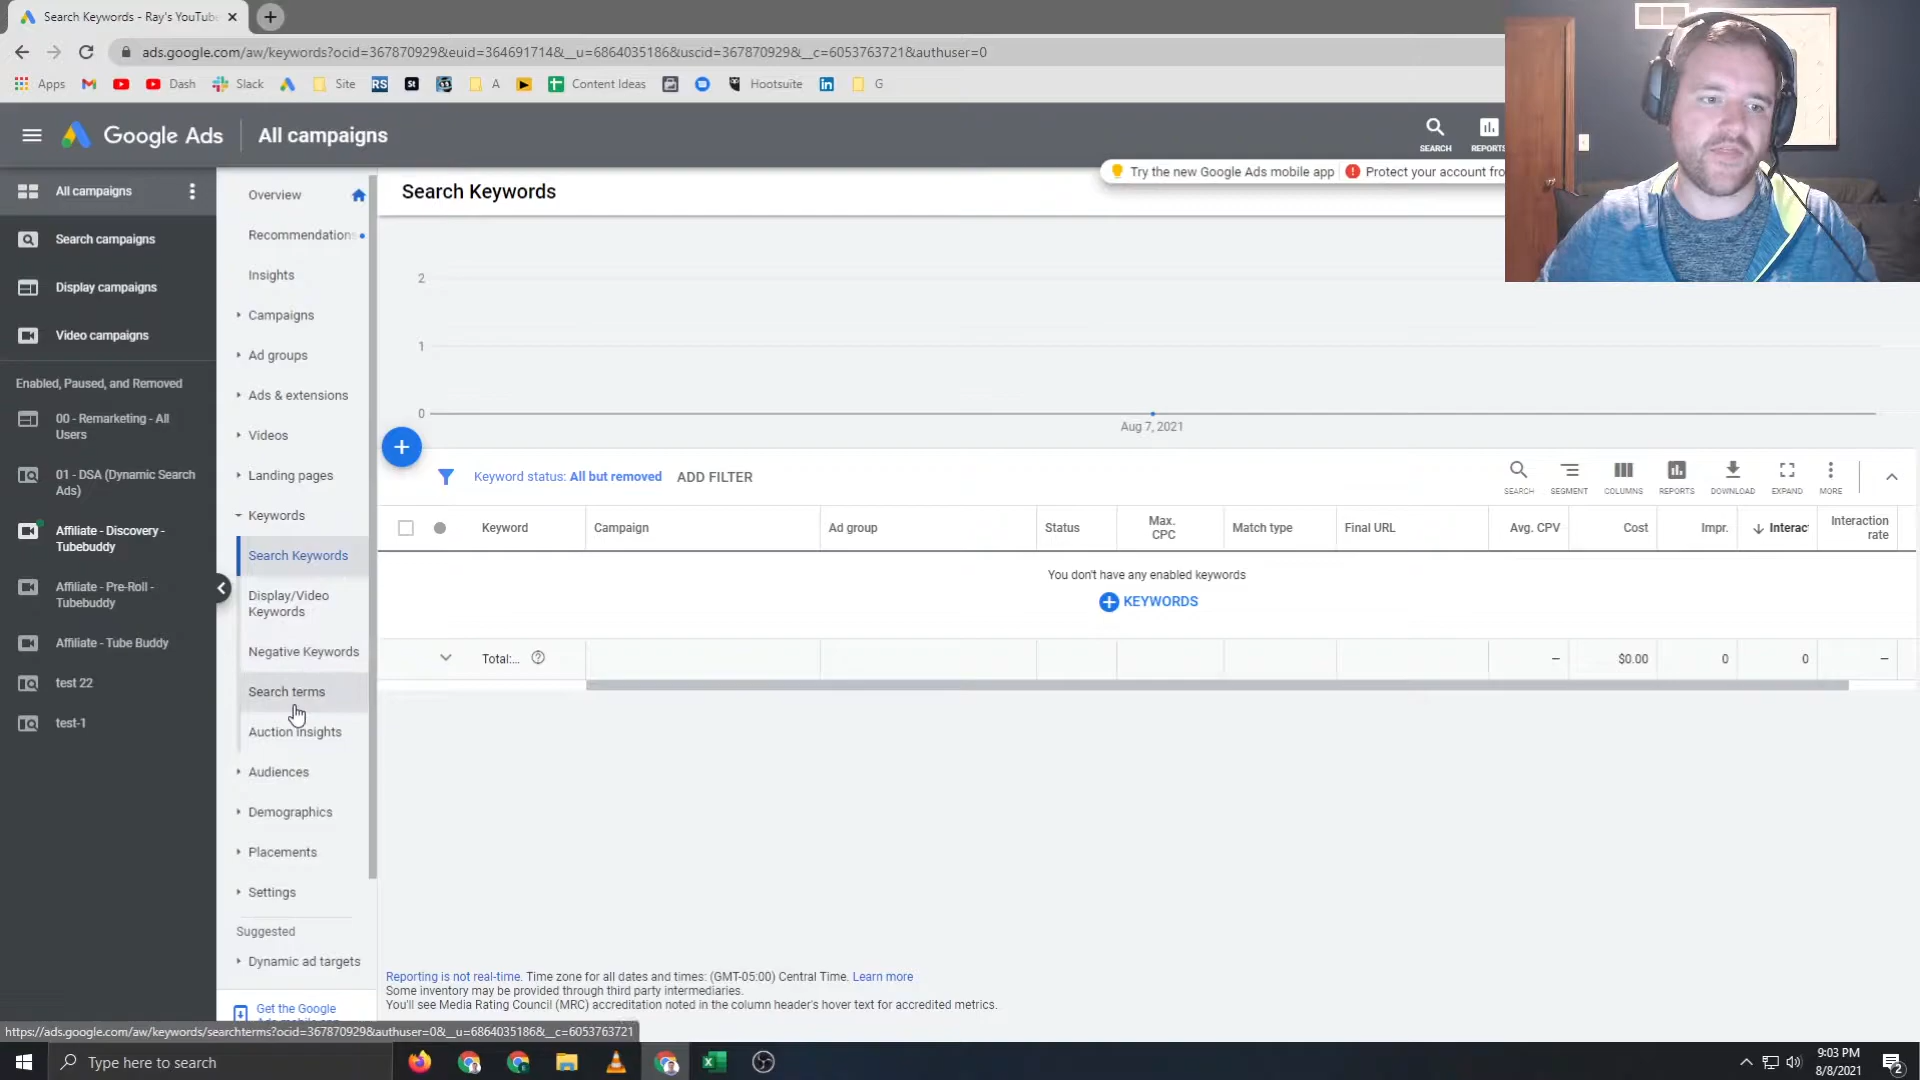 Search Keywords - Ray's YouTube
ads.google.com/aw/keywords?ocid=367870929&euid=364691714&__u=6864035186&uscid=367870929&__c=6053763721&authuser=0
Apps Dash Slack Site RS St A Content Ideas Hootsuite G
Google Ads All campaigns
SEARCH REPORTS
Try the new Google Ads mobile app Protect your account fro
All campaigns
Search campaigns
Display campaigns
Video campaigns
Enabled, Paused, and Removed
00 - Remarketing - All
Users
01 - DSA (Dynamic Search
Ads)
Affiliate - Discovery -
Tubebuddy
Affiliate - Pre-Roll -
Tubebuddy
Affiliate - Tube Buddy
test 22
test-1
Overview
Recommendations
Insights
Campaigns
Ad groups
Ads & extensions
Videos
Landing pages
Keywords
Search Keywords
Display/Video
Keywords
Negative Keywords
Search terms
Auction insights
Audiences
Demographics
Placements
Settings
Suggested
Dynamic ad targets
Get the Google
Search Keywords
2
1
0
Aug 7, 2021
Keyword status: All but removed ADD FILTER
SEARCH SEGMENT COLUMNS REPORTS DOWNLOAD EXPAND MORE
Keyword Campaign Ad group Status Max. CPC Match type Final URL Avg. CPV Cost Impr. Interac Interaction rate
You don't have any enabled keywords
KEYWORDS
Total:... – $0.00 0 0 –
Reporting is not real-time. Time zone for all dates and times: (GMT-05:00) Central Time. Learn more
Some inventory may be provided through third party intermediaries.
You'll see Media Rating Council (MRC) accreditation noted in the column header's hover text for accredited metrics.
https://ads.google.com/aw/keywords/searchterms?ocid=367870929&authuser=0&__u=6864035186&__c=6053763721
Type here to search
9:03 PM
8/8/2021
2